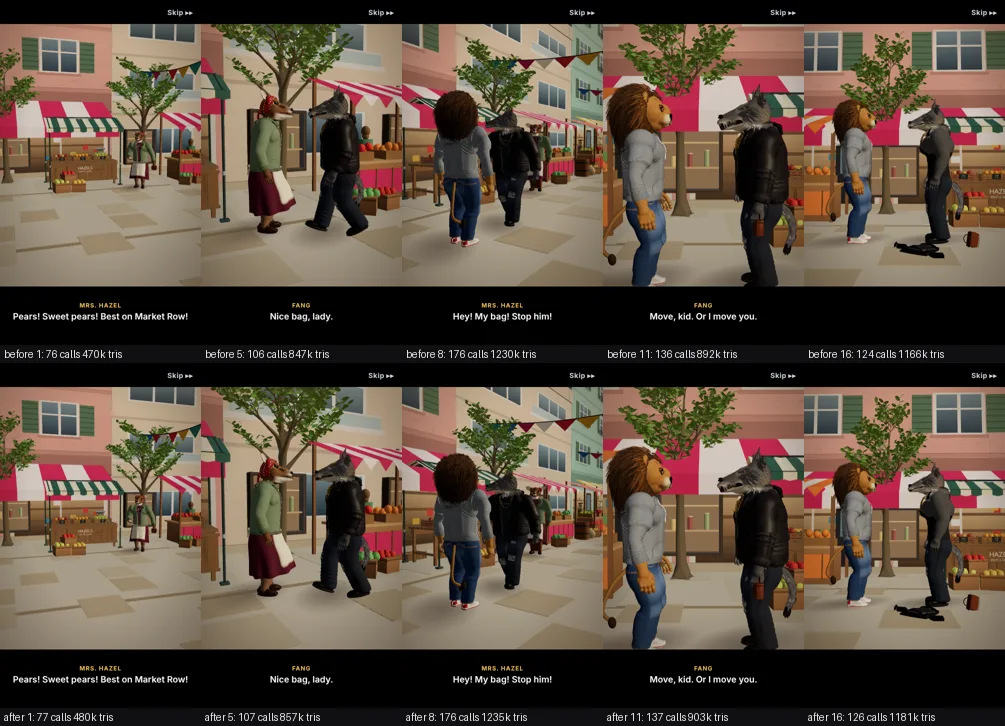 Skip ▸▸
Skip ▸▸
Skip ▸▸
Skip ▸▸
Skip ▸▸
MRS. HAZEL
Pears! Sweet pears! Best on Market Row!
FANG
Nice bag, lady.
MRS. HAZEL
Hey! My bag! Stop him!
FANG
Move, kid. Or I move you.
before 1: 76 calls 470k tris
before 5: 106 calls 847k tris
before 8: 176 calls 1230k tris
before 11: 136 calls 892k tris
before 16: 124 calls 1166k tris
Skip ▸▸
Skip ▸▸
Skip ▸▸
Skip ▸▸
Skip ▸▸
MRS. HAZEL
Pears! Sweet pears! Best on Market Row!
FANG
Nice bag, lady.
MRS. HAZEL
Hey! My bag! Stop him!
FANG
Move, kid. Or I move you.
after 1: 77 calls 480k tris
after 5: 107 calls 857k tris
after 8: 176 calls 1235k tris
after 11: 137 calls 903k tris
after 16: 126 calls 1181k tris